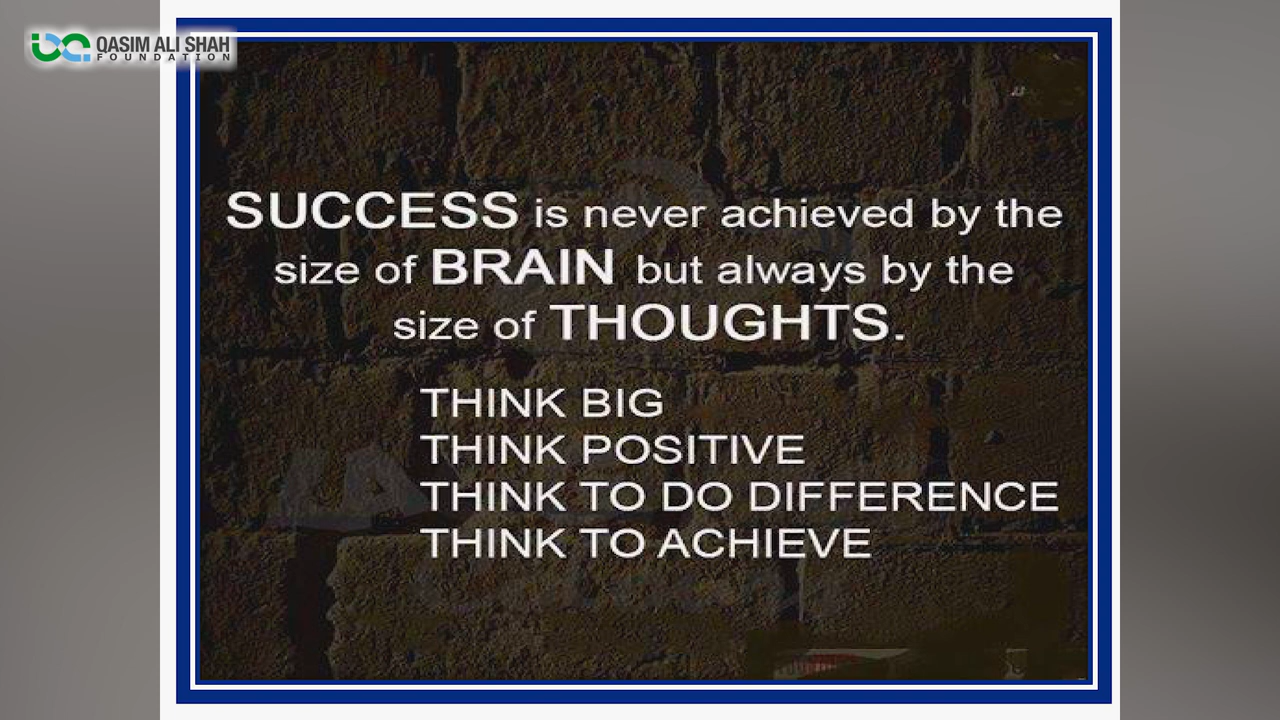 QASIM ALI SHAH
FOUNDATION
SUCCESS is never achieved by the
size of BRAIN but always by the
size of THOUGHTS.
THINK BIG
THINK POSITIVE
THINK TO DO DIFFERENCE
THINK TO ACHIEVE